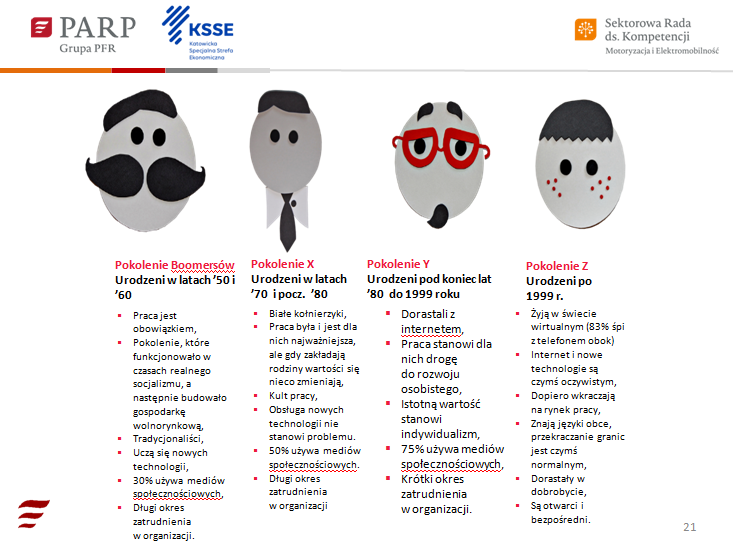 PARP
Grupa PFR
KSSE
Katowicka
Specjalna Strefa
Ekonomiczna
Sektorowa Rada
ds. Kompetencji
Motoryzacja i Elektromobilność
Pokolenie Boomersów
Urodzeni w latach ’50 i
’60
Praca jest
obowiązkiem,
Pokolenie, które
funkcjonowało w
czasach realnego
socjalizmu, a
następnie budowało
gospodarkę
wolnorynkową,
Tradycjonaliści,
Uczą się nowych
technologii,
30% używa mediów
społecznościowych,
Długi okres
zatrudnienia
w organizacji.
Pokolenie X
Urodzeni w latach
’70 i pocz. ’80
Białe kołnierzyki,
Praca była i jest dla
nich najważniejsza,
ale gdy zakładają
rodziny wartości się
nieco zmieniają,
Kult pracy,
Obsługa nowych
technologii nie
stanowi problemu.
50% używa mediów
społecznościowych.
Długi okres
zatrudnienia
w organizacji
Pokolenie Y
Urodzeni pod koniec lat
’80 do 1999 roku
Dorastali z
internetem,
Praca stanowi dla
nich drogę
do rozwoju
osobistego,
Istotną wartość
stanowi
indywidualizm,
75% używa mediów
społecznościowych,
Krótki okres
zatrudnienia
w organizacji.
Pokolenie Z
Urodzeni po
1999 r.
Żyją w świecie
wirtualnym (83% śpi
z telefonem obok)
Internet i nowe
technologie są
czymś oczywistym,
Dopiero wkraczają
na rynek pracy,
Znają języki obce,
przekraczanie granic
jest czymś
normalnym,
Dorastały w
dobrobycie,
Są otwarci i
bezpośredni.
21